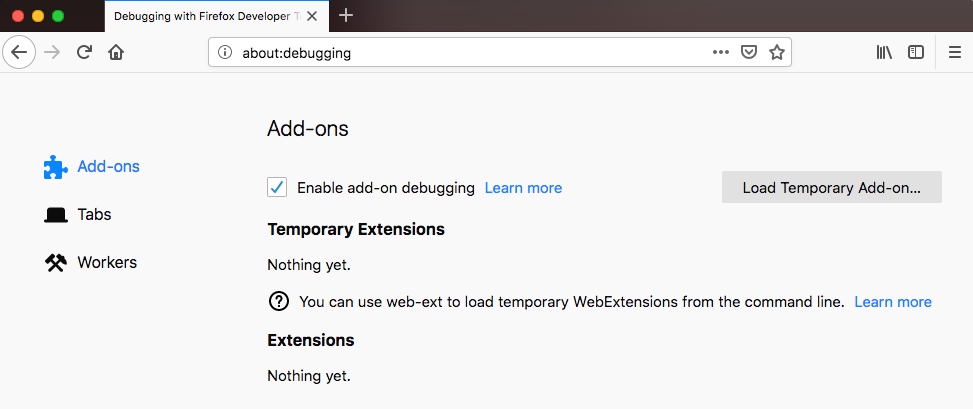 Debugging with Firefox Developer T
about:debugging
Add-ons
Add-ons
Enable add-on debugging Learn more
Load Temporary Add-on...
Tabs
Temporary Extensions
Workers
Nothing yet.
You can use web-ext to load temporary WebExtensions from the command line. Learn more
Extensions
Nothing yet.